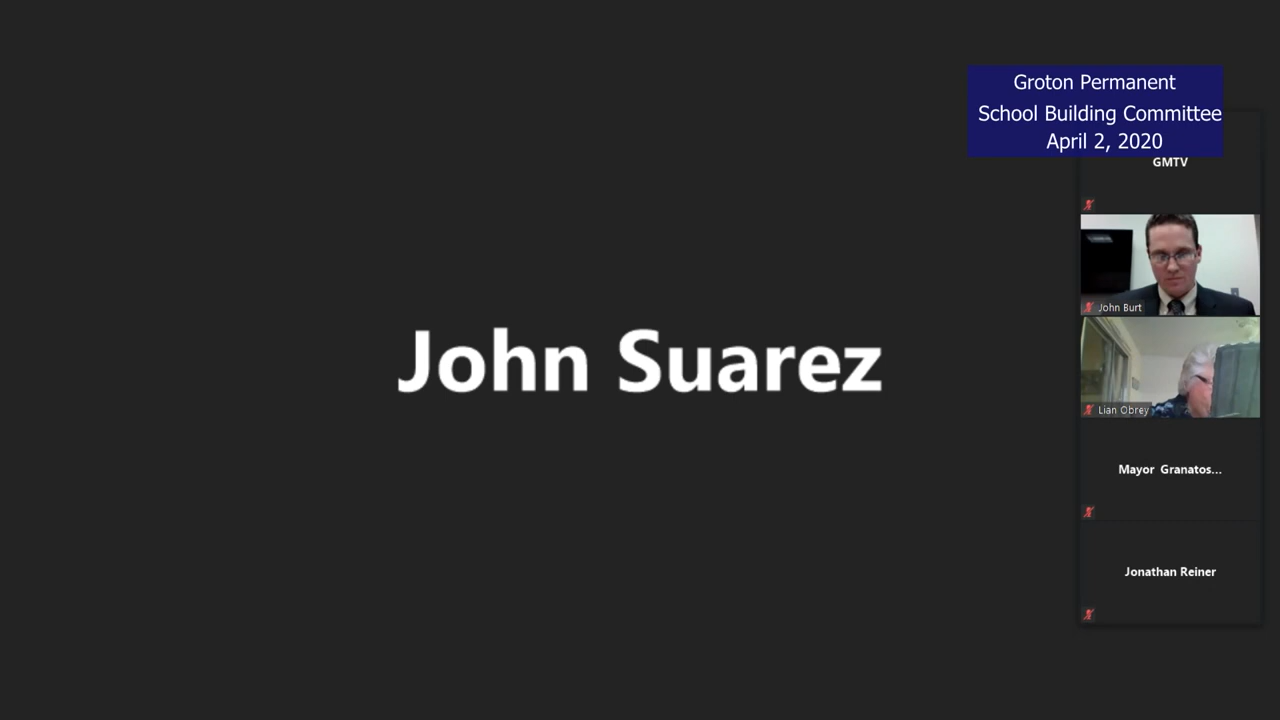 Groton Permanent
School Building Committee
April 2, 2020
GMTV
John Burt
Lian Obrey
John Suarez
Mayor Granatos...
Jonathan Reiner